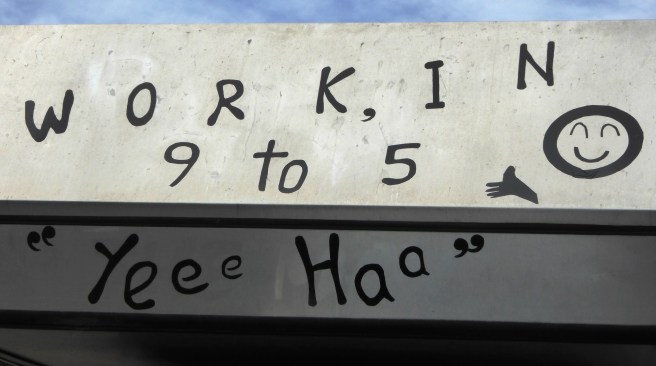 WORK,IN
9 to 5
“Yeee Haa”